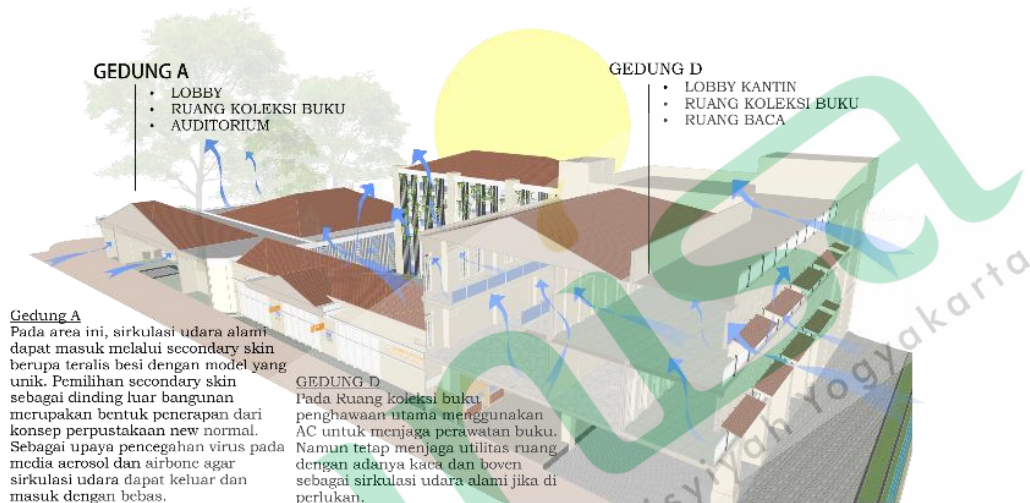 GEDUNG A
• LOBBY
• RUANG KOLEKSI BUKU
• AUDITORIUM
GEDUNG D
• LOBBY KANTIN
• RUANG KOLEKSI BUKU
• RUANG BACA
Gedung A
Pada area ini, sirkulasi udara alami
dapat masuk melalui secondary skin
berupa teralis besi dengan model yang
unik. Pemilihan secondary skin
sebagai dinding luar bangunan
merupakan bentuk penerapan dari
konsep perpustakaan new normal.
Sebagai upaya pencegahan virus pada
media aerosol dan airbone agar
sirkulasi udara dapat keluar dan
masuk dengan bebas.
GEDUNG D
Pada Ruang koleksi buku
penghawaan utama menggunakan
AC untuk menjaga perawatan buku.
Namun tetap menjaga utilitas ruang
dengan adanya kaca dan boven
sebagai sirkulasi udara alami jika di
perlukan.
Yogyakarta